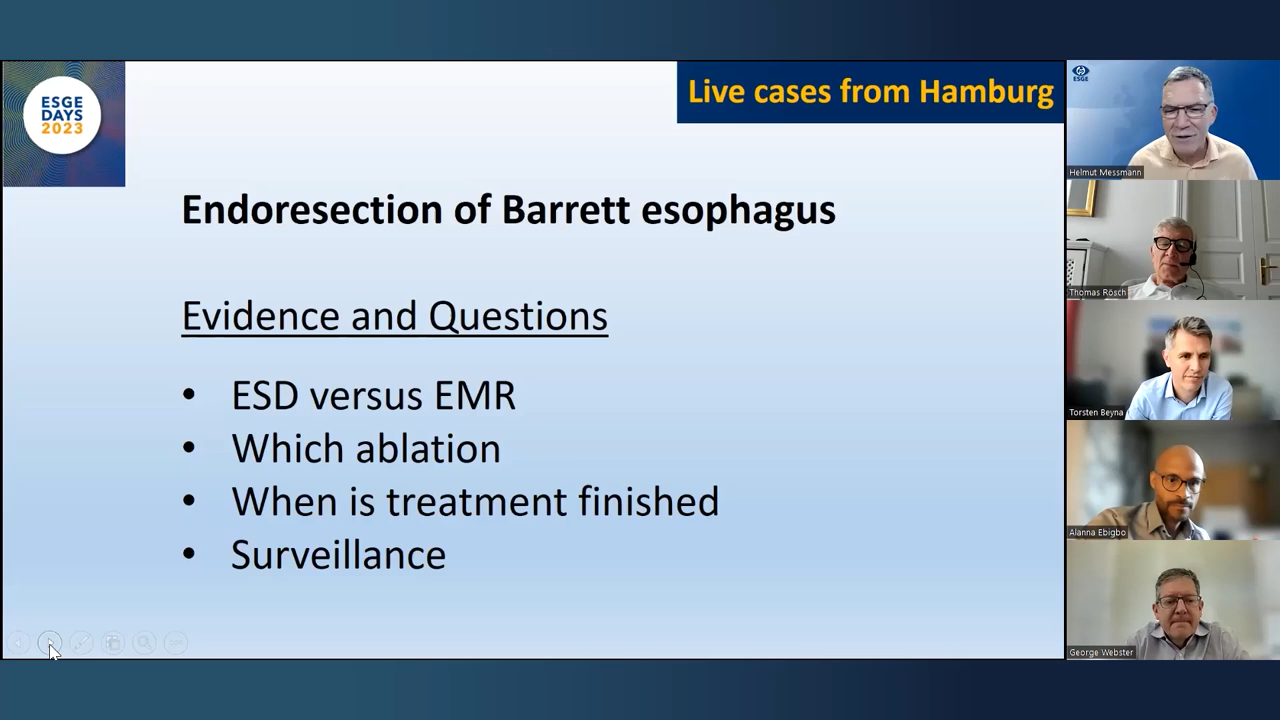 ESGE
DAYS
2023
Live cases from Hamburg
Endoresection of Barrett esophagus
Evidence and Questions
• ESD versus EMR
• Which ablation
• When is treatment finished
• Surveillance
ESGE
Helmut Messmann
Thomas Rösch
Torsten Beyna
Alanna Ebigbo
George Webster